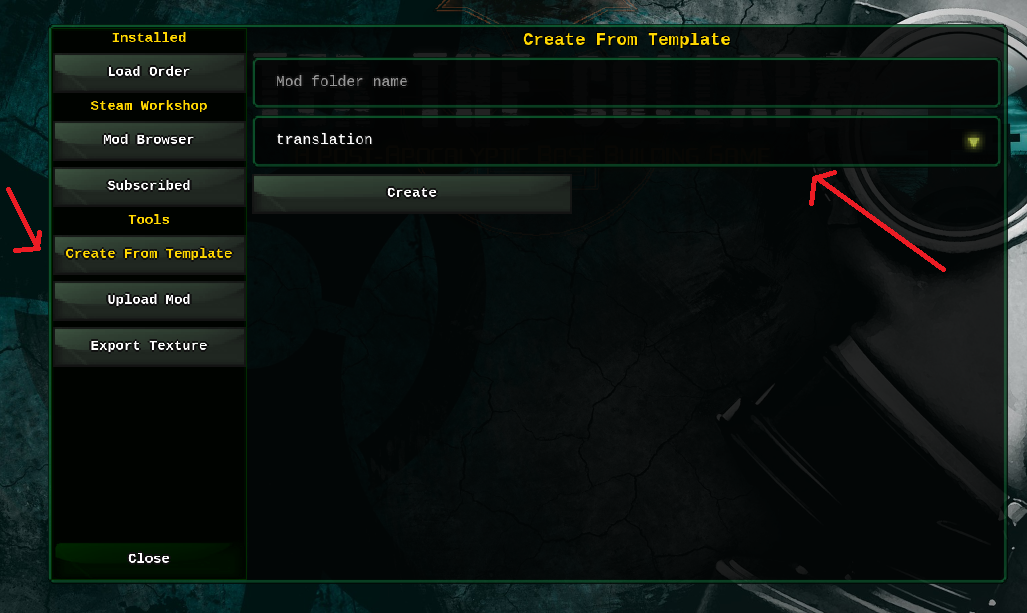 Installed
Load Order
Steam Workshop
Mod Browser
Subscribed
Tools
Create From Template
Upload Mod
Export Texture
Close
Create From Template
Mod folder name
translation
Create